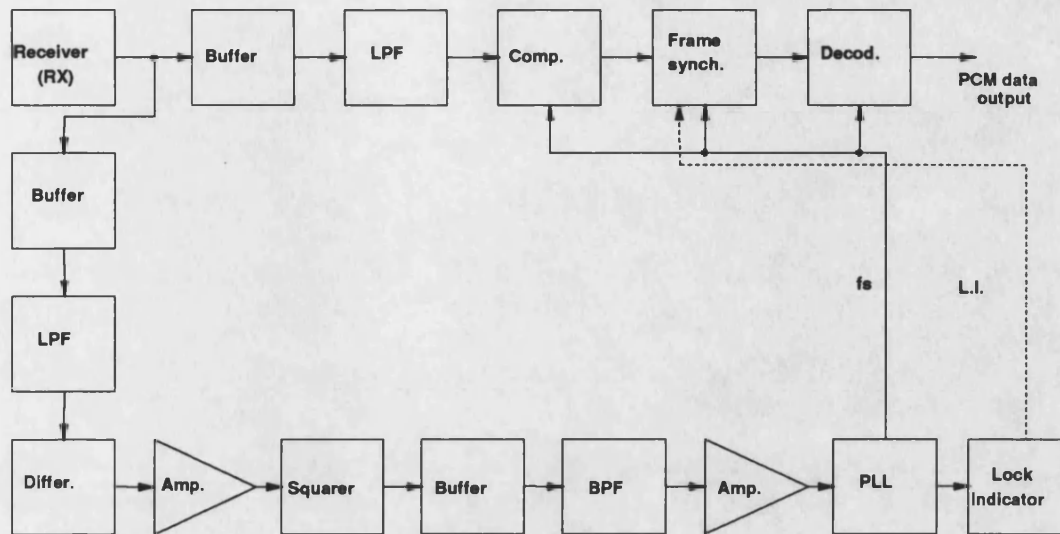 Receiver
(RX)
Buffer
LPF
Comp.
Frame
synch.
Decod.
PCM data
output
Buffer
LPF
fs
L.I.
Differ.
Amp.
Squarer
Buffer
BPF
Amp.
PLL
Lock
Indicator